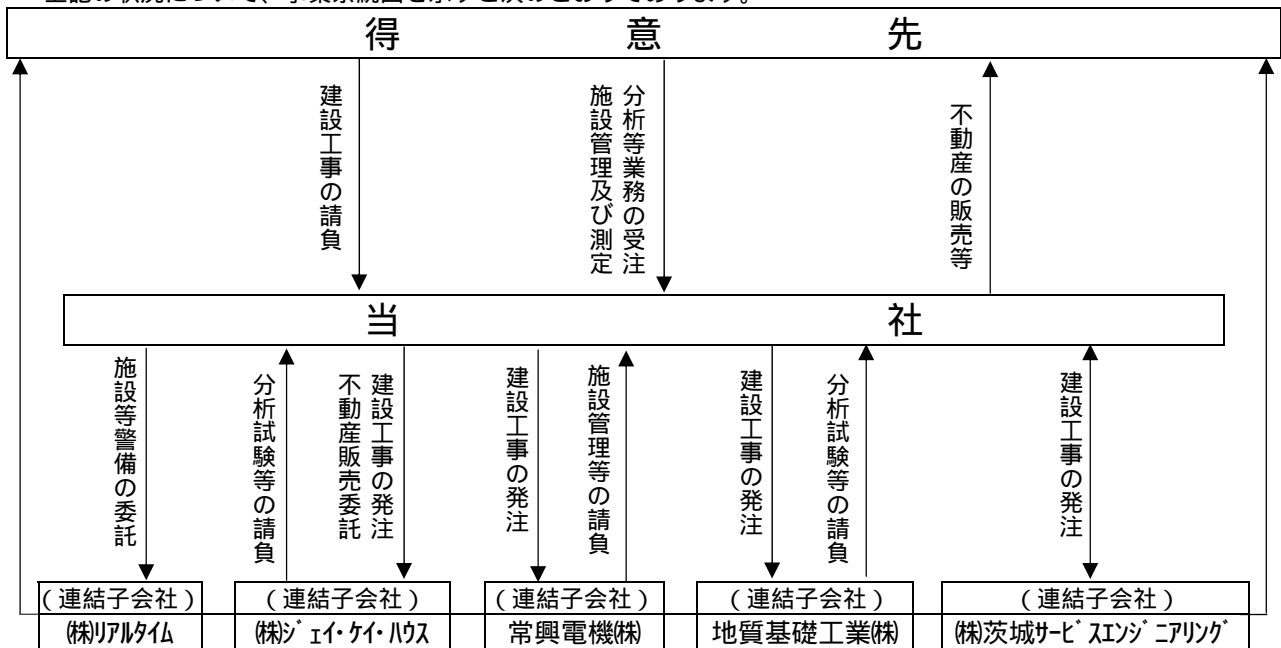 上記の状況について、事業系統図を示すと次のとおりであります。
得意先
建設工事の請負
施設管理及び測定
分析等業務の受注
不動産の販売等
当社
施設等警備の委託
分析試験等の請負
建設工事の発注
不動産販売委託
建設工事の発注
施設管理等の請負
建設工事の発注
分析試験等の請負
建設工事の発注
(連結子会社)
㈱ﾘｱﾙﾀｲﾑ
(連結子会社)
㈱ｼﾞｪｲ･ｹｲ･ﾊｳｽ
(連結子会社)
常興電機㈱
(連結子会社)
地質基礎工業㈱
(連結子会社)
㈱茨城ｻｰﾋﾞｽｴﾝｼﾞﾆｱﾘﾝｸﾞ